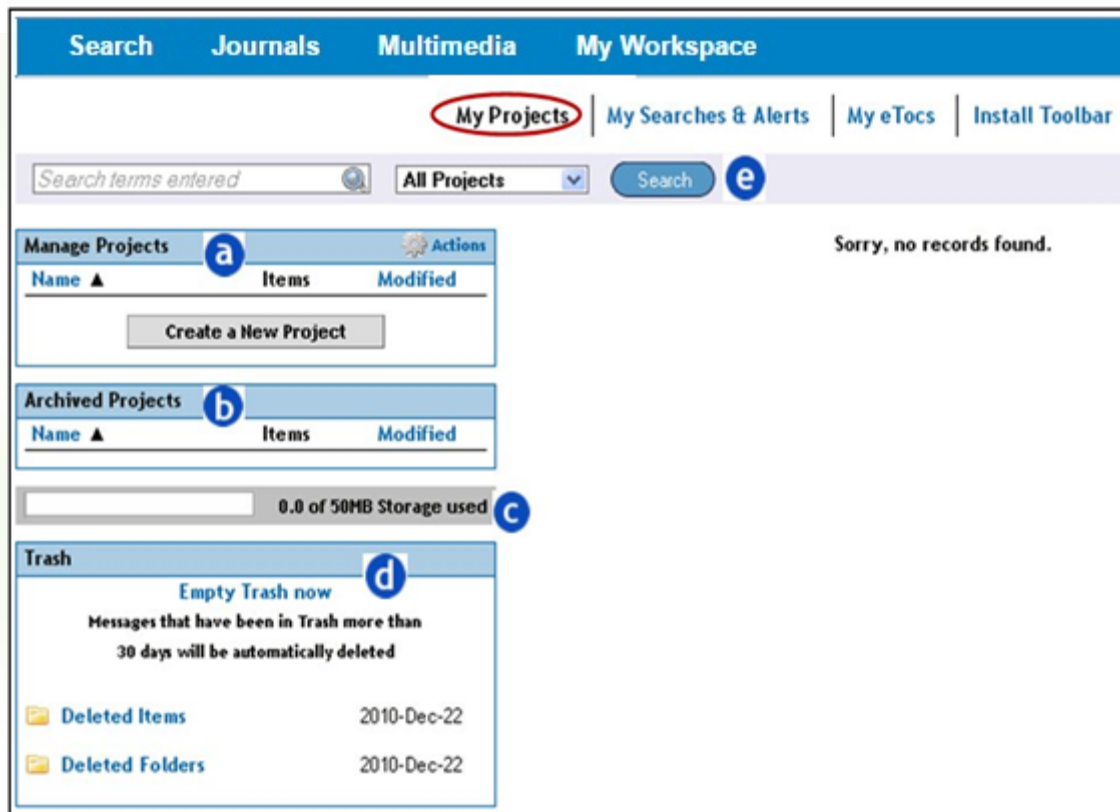 Search Journals Multimedia My Workspace
My Projects My Searches & Alerts My eTocs Install Toolbar
Search terms entered All Projects Search e
Manage Projects a Actions
Name ▲ Items Modified
Create a New Project
Sorry, no records found.
Archived Projects b
Name ▲ Items Modified
0.0 of 50MB Storage used c
Trash d
Empty Trash now
Messages that have been in Trash more than
30 days will be automatically deleted
Deleted Items 2010-Dec-22
Deleted Folders 2010-Dec-22